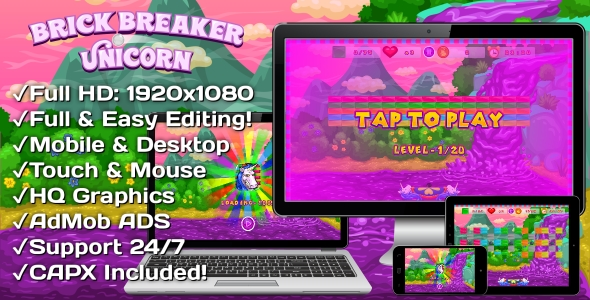 BRICK BREAKER
UNICORN
✓Full HD: 1920x1080
✓Full & Easy Editing!
✓Mobile & Desktop
✓Touch & Mouse
✓HQ Graphics
✓AdMob ADS
✓Support 24/7
✓CAPX Included!
TAP TO PLAY
LEVEL-1/20